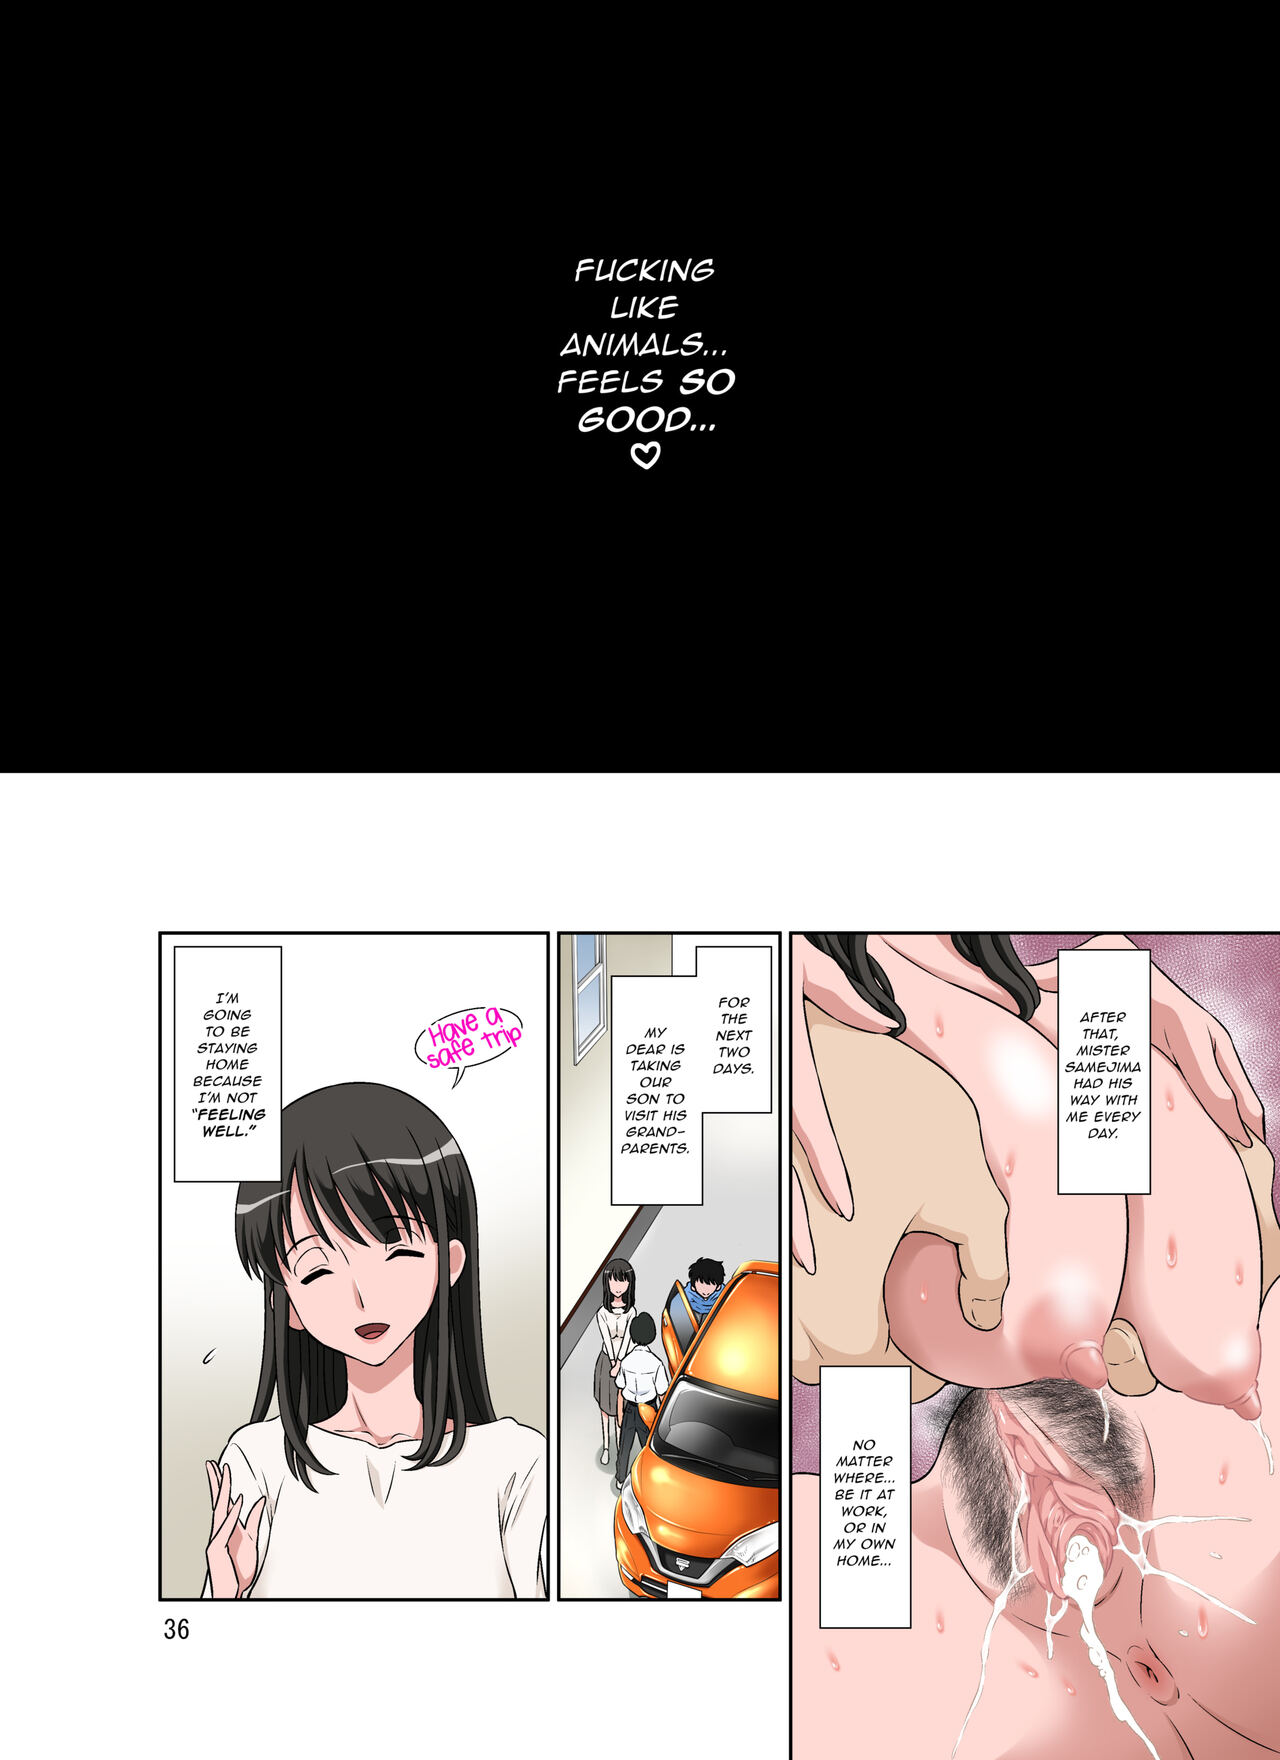 FUCKING
LIKE
ANIMALS...
FEELS SO
GOOD...
♡
AFTER
THAT,
MISTER
SAMEJIMA
HAD HIS
WAY WITH
ME EVERY
DAY.
NO
MATTER
WHERE...
BE IT AT
WORK,
OR IN
MY OWN
HOME...
FOR
THE
NEXT
TWO
DAYS.
MY
DEAR IS
TAKING
OUR
SON TO
VISIT HIS
GRAND-
PARENTS.
I'M
GOING
TO BE
STAYING
HOME
BECAUSE
I'M NOT
"FEELING
WELL."
Have a
safe trip
36